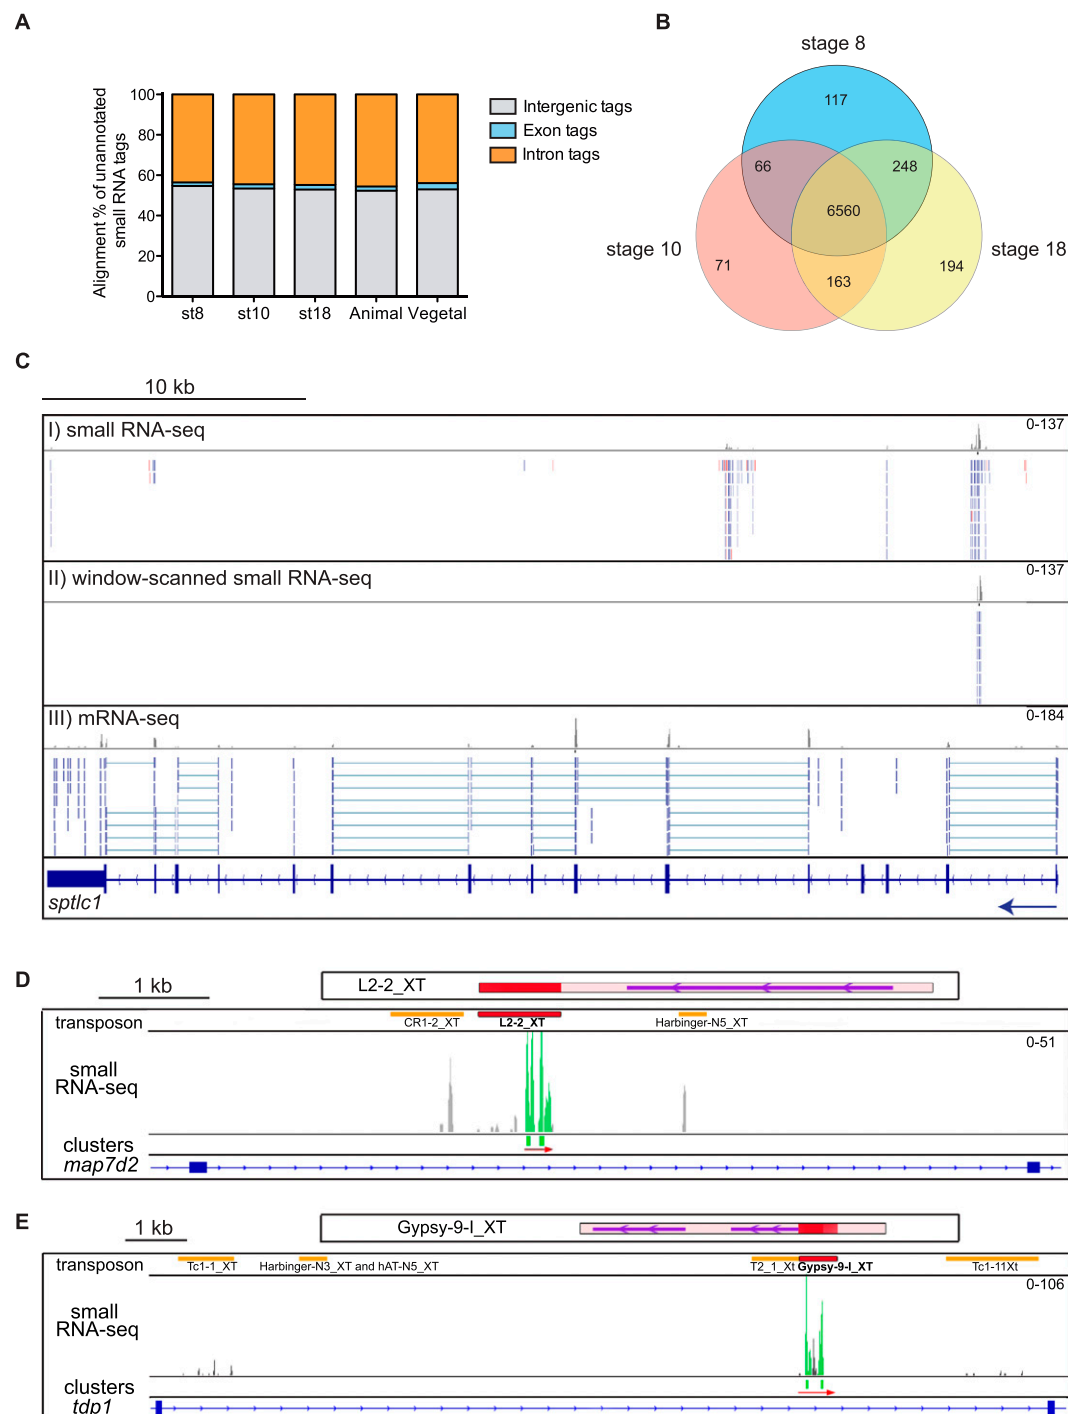 A
Alignment % of unannotated
small RNA tags
100
80
60
40
20
0
st8 st10 st18 Animal Vegetal
Intergenic tags
Exon tags
Intron tags
B
stage 8
117
66
248
6560
stage 10
71
163
194
stage 18
C
10 kb
I) small RNA-seq
0-137
II) window-scanned small RNA-seq
0-137
III) mRNA-seq
0-184
sptlc1
D
1 kb
L2-2_XT
transposon
CR1-2_XT
L2-2_XT
Harbinger-N5_XT
small
RNA-seq
0-51
clusters
map7d2
E
1 kb
Gypsy-9-I_XT
transposon
Tc1-1_XT
Harbinger-N3_XT and hAT-N5_XT
T2_1_Xt
Gypsy-9-I_XT
Tc1-11Xt
small
RNA-seq
0-106
clusters
tdp1